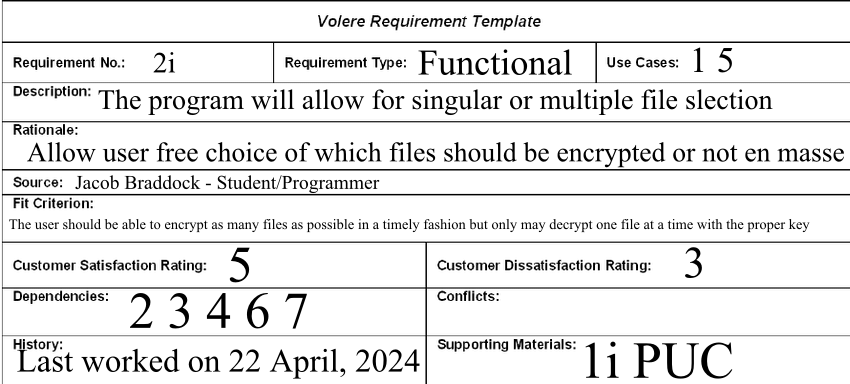 Volere Requirement Template
Requirement No.: 2i Requirement Type: Functional Use Cases: 1 5
Description: The program will allow for singular or multiple file slection
Rationale:
Allow user free choice of which files should be encrypted or not en masse
Source: Jacob Braddock - Student/Programmer
Fit Criterion:
The user should be able to encrypt as many files as possible in a timely fashion but only may decrypt one file at a time with the proper key
Customer Satisfaction Rating: 5 Customer Dissatisfaction Rating: 3
Dependencies: 2 3 4 6 7 Conflicts:
History:
Last worked on 22 April, 2024
Supporting Materials: 1i PUC